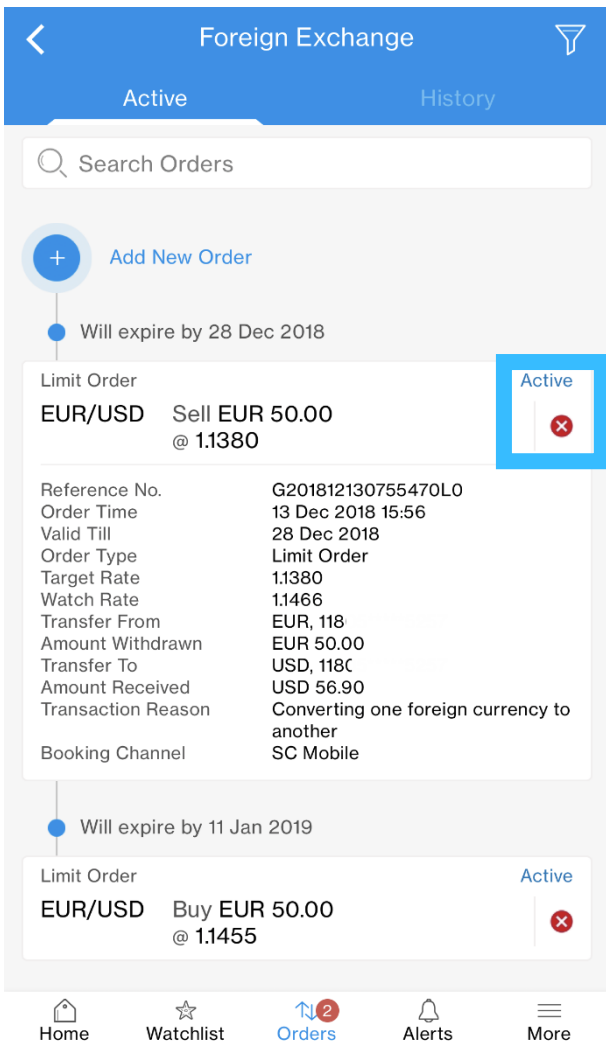 Foreign Exchange
Active History
Search Orders
+ Add New Order
Will expire by 28 Dec 2018
Limit Order Active
EUR/USD Sell EUR 50.00
@ 1.1380
Reference No. G201812130755470L0
Order Time 13 Dec 2018 15:56
Valid Till 28 Dec 2018
Order Type Limit Order
Target Rate 1.1380
Watch Rate 1.1466
Transfer From EUR, 118
Amount Withdrawn EUR 50.00
Transfer To USD, 118
Amount Received USD 56.90
Transaction Reason Converting one foreign currency to
another
Booking Channel SC Mobile
Will expire by 11 Jan 2019
Limit Order Active
EUR/USD Buy EUR 50.00
@ 1.1455
2
Home Watchlist Orders Alerts More